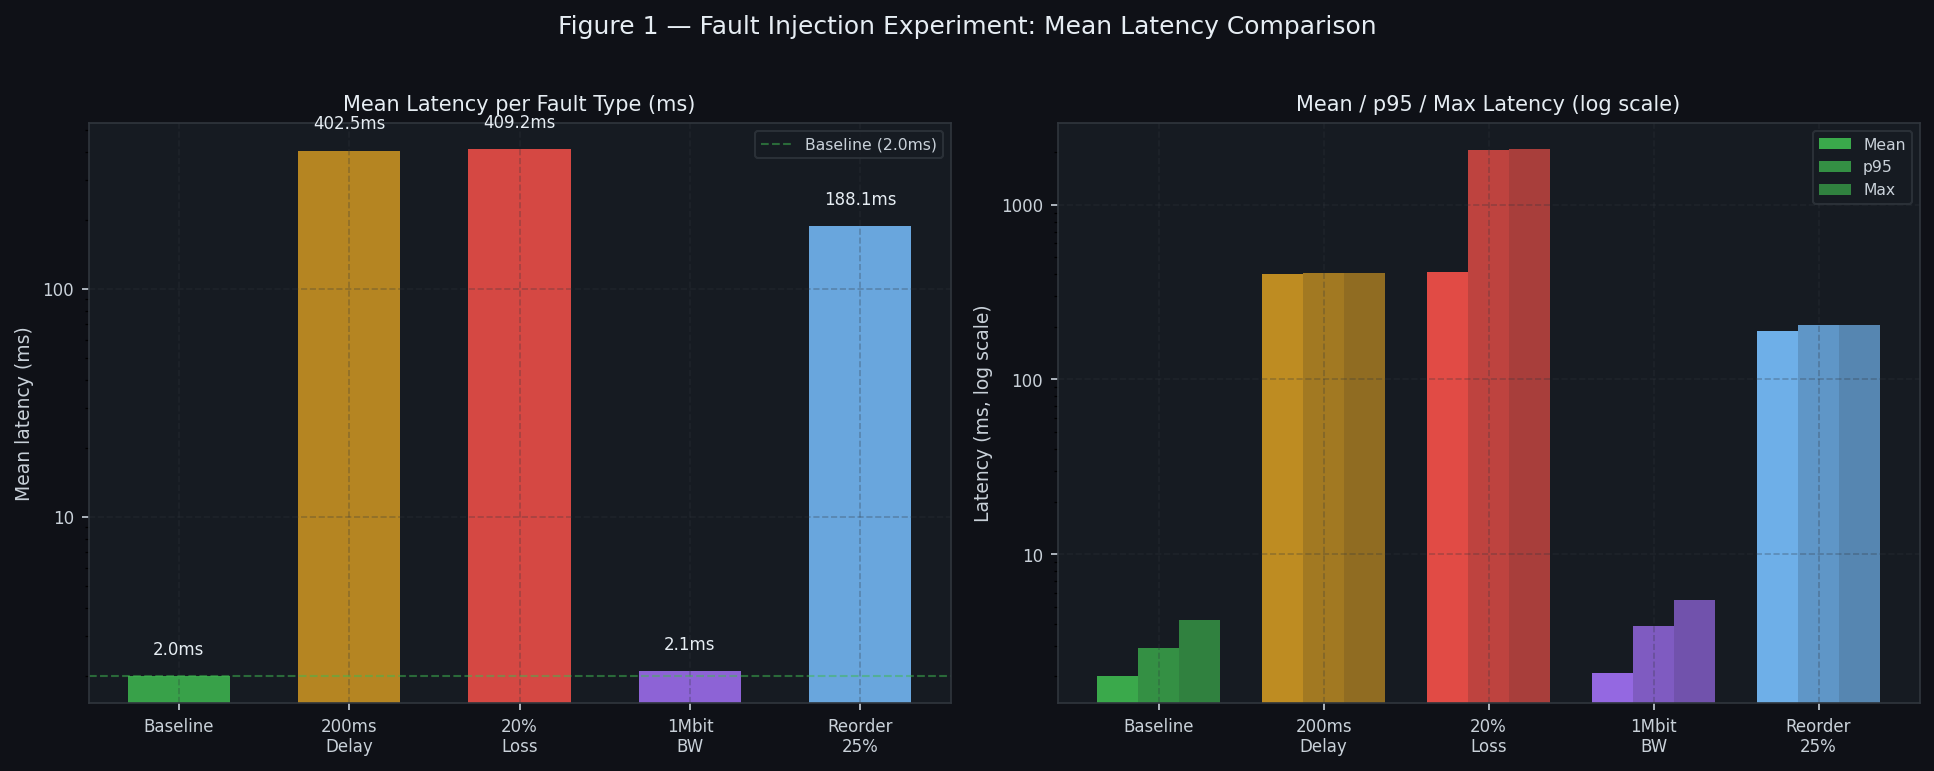 Figure 1 — Fault Injection Experiment: Mean Latency Comparison
Mean Latency per Fault Type (ms)
402.5ms
409.2ms
Baseline (2.0ms)
188.1ms
100
Mean latency (ms)
10
2.0ms
2.1ms
Baseline
200ms
Delay
20%
Loss
1Mbit
BW
Reorder
25%
Mean / p95 / Max Latency (log scale)
Mean
p95
Max
1000
100
Latency (ms, log scale)
10
Baseline
200ms
Delay
20%
Loss
1Mbit
BW
Reorder
25%